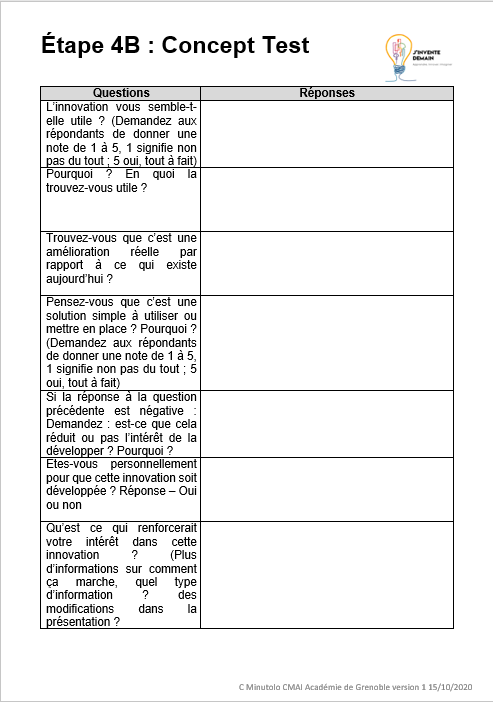 Étape 4B : Concept Test
S'INVENTE
DEMAIN
Questions
Réponses
L'innovation vous semble-t-
elle utile ? (Demandez aux
répondants de donner une
note de 1 à 5, 1 signifie non
pas du tout ; 5 oui, tout à fait)
Pourquoi ? En quoi la
trouvez-vous utile ?
Trouvez-vous que c'est une
amélioration réelle par
rapport à ce qui existe
aujourd'hui ?
Pensez-vous que c'est une
solution simple à utiliser ou
mettre en place ? Pourquoi ?
(Demandez aux répondants
de donner une note de 1 à 5,
1 signifie non pas du tout ; 5
oui, tout à fait)
Si la réponse à la question
précédente est négative :
Demandez : est-ce que cela
réduit ou pas l'intérêt de la
développer ? Pourquoi ?
Etes-vous personnellement
pour que cette innovation soit
développée ? Réponse – Oui
ou non
Qu'est ce qui renforcerait
votre intérêt dans cette
innovation ? (Plus
d'informations sur comment
ça marche, quel type
d'information ? des
modifications dans la
présentation ?
C Minutolo CMAI Académie de Grenoble version 1 15/10/2020